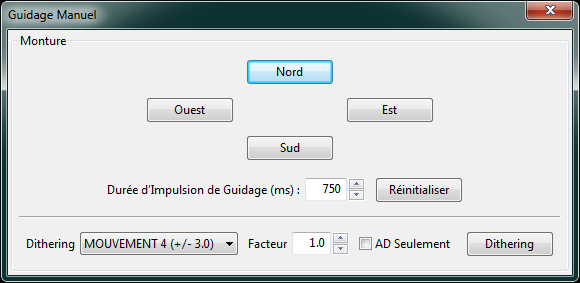 Guidage Manuel
Monture
Nord
Ouest
Est
Sud
Durée d'Impulsion de Guidage (ms) : 750 Réinitialiser
Dithering MOUVEMENT 4 (+/- 3.0) Facteur 1.0 AD Seulement Dithering